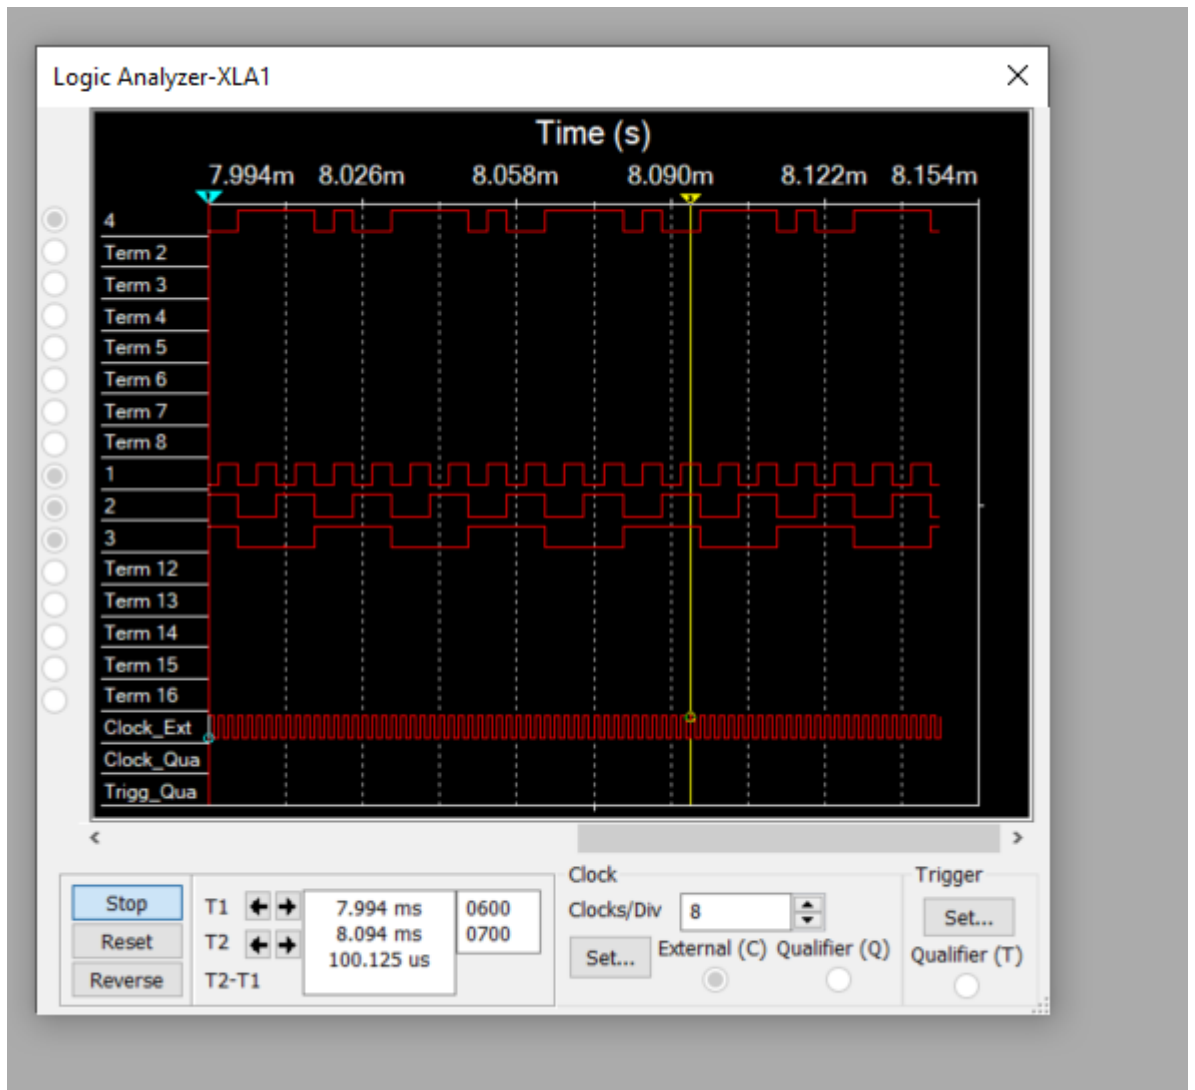 Logic Analyzer-XLA1
Time (s)
7.994m 8.026m 8.058m 8.090m 8.122m 8.154m
4
Term 2
Term 3
Term 4
Term 5
Term 6
Term 7
Term 8
1
2
3
Term 12
Term 13
Term 14
Term 15
Term 16
Clock_Ext
Clock_Qua
Trigg_Qua
Stop
Reset
Reverse
T1 7.994 ms 0600
T2 8.094 ms 0700
T2-T1 100.125 us
Clock
Clocks/Div 8
Set... External (C) Qualifier (Q)
Trigger
Set...
Qualifier (T)